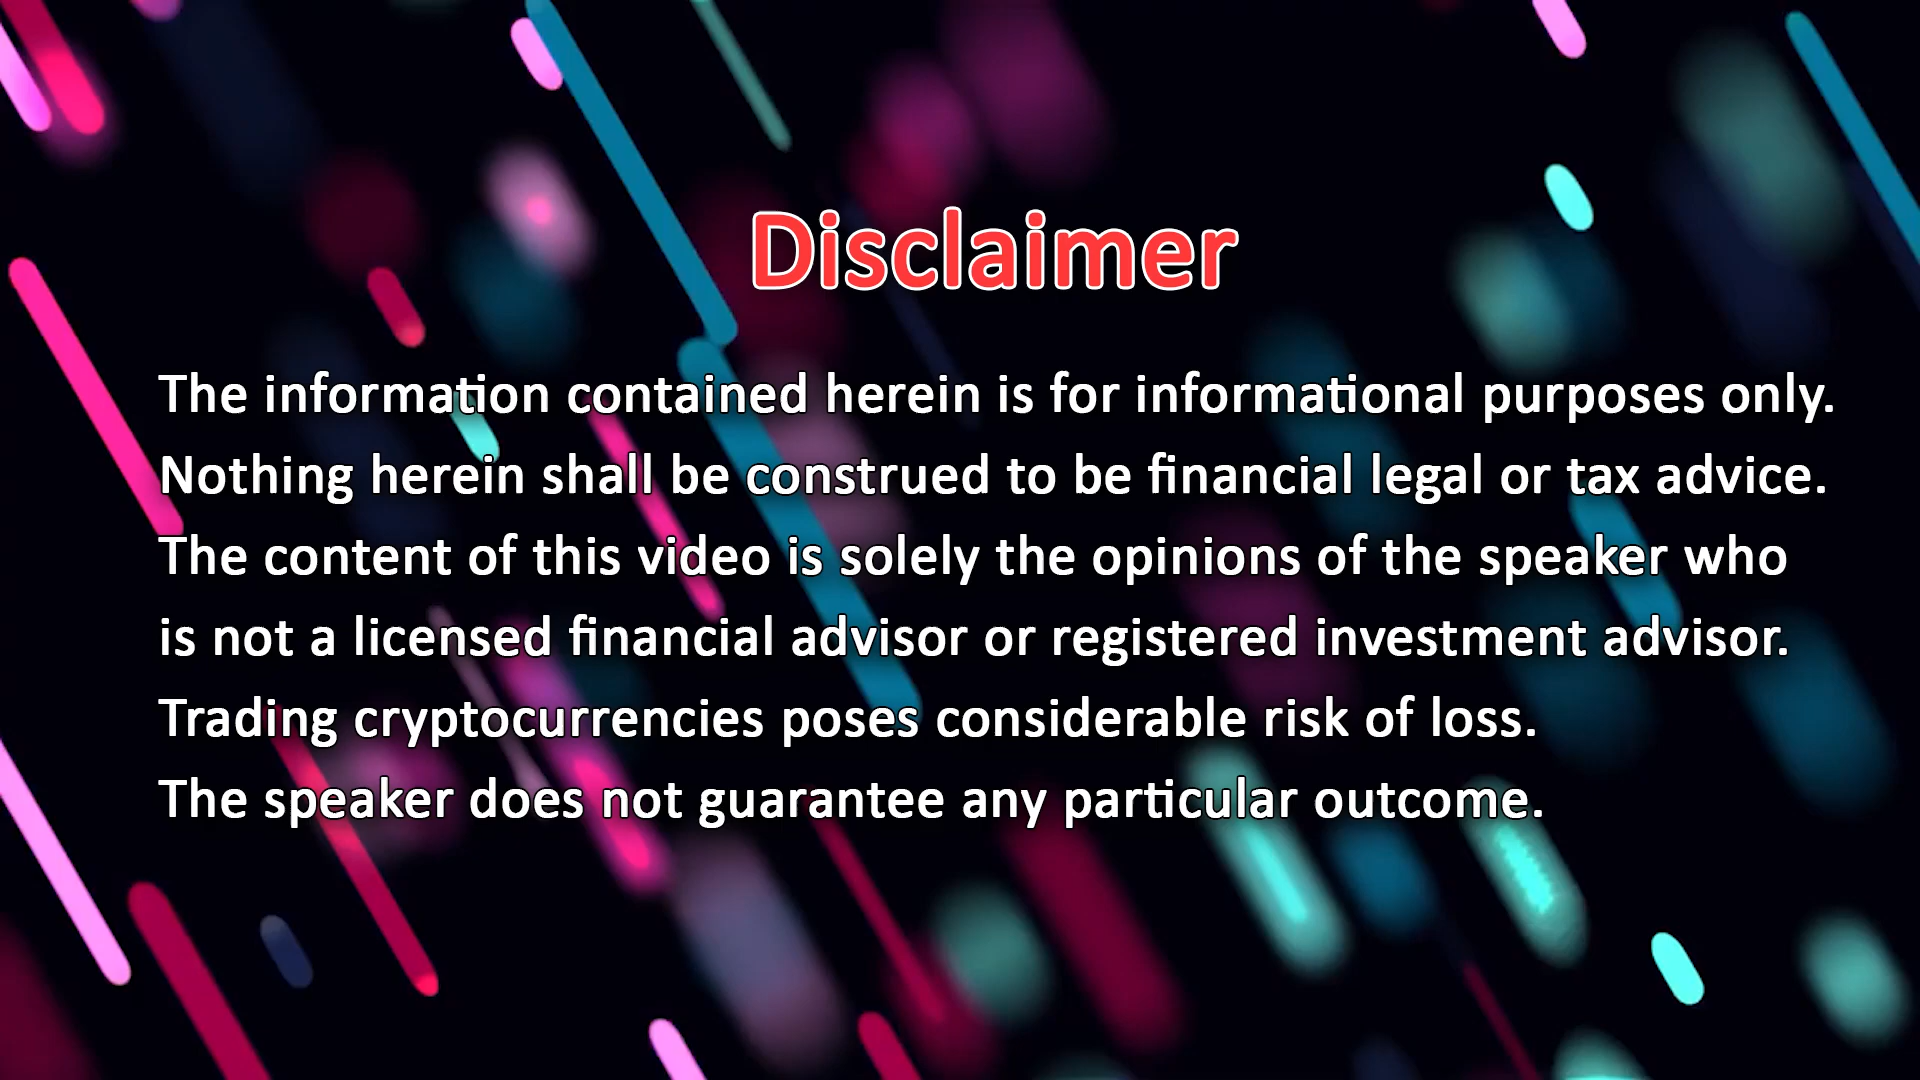 Disclaimer
The information contained herein is for informational purposes only.
Nothing herein shall be construed to be financial legal or tax advice.
The content of this video is solely the opinions of the speaker who
is not a licensed financial advisor or registered investment advisor.
Trading cryptocurrencies poses considerable risk of loss.
The speaker does not guarantee any particular outcome.